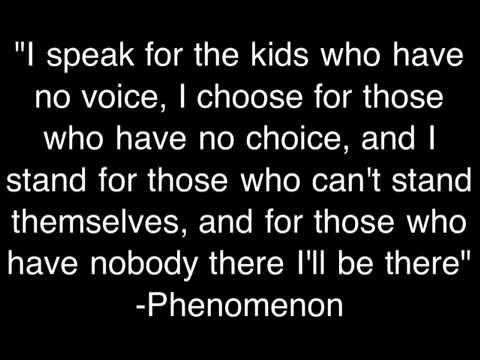 "I speak for the kids who have
no voice, I choose for those
who have no choice, and I
stand for those who can't stand
themselves, and for those who
have nobody there I'll be there"
-Phenomenon